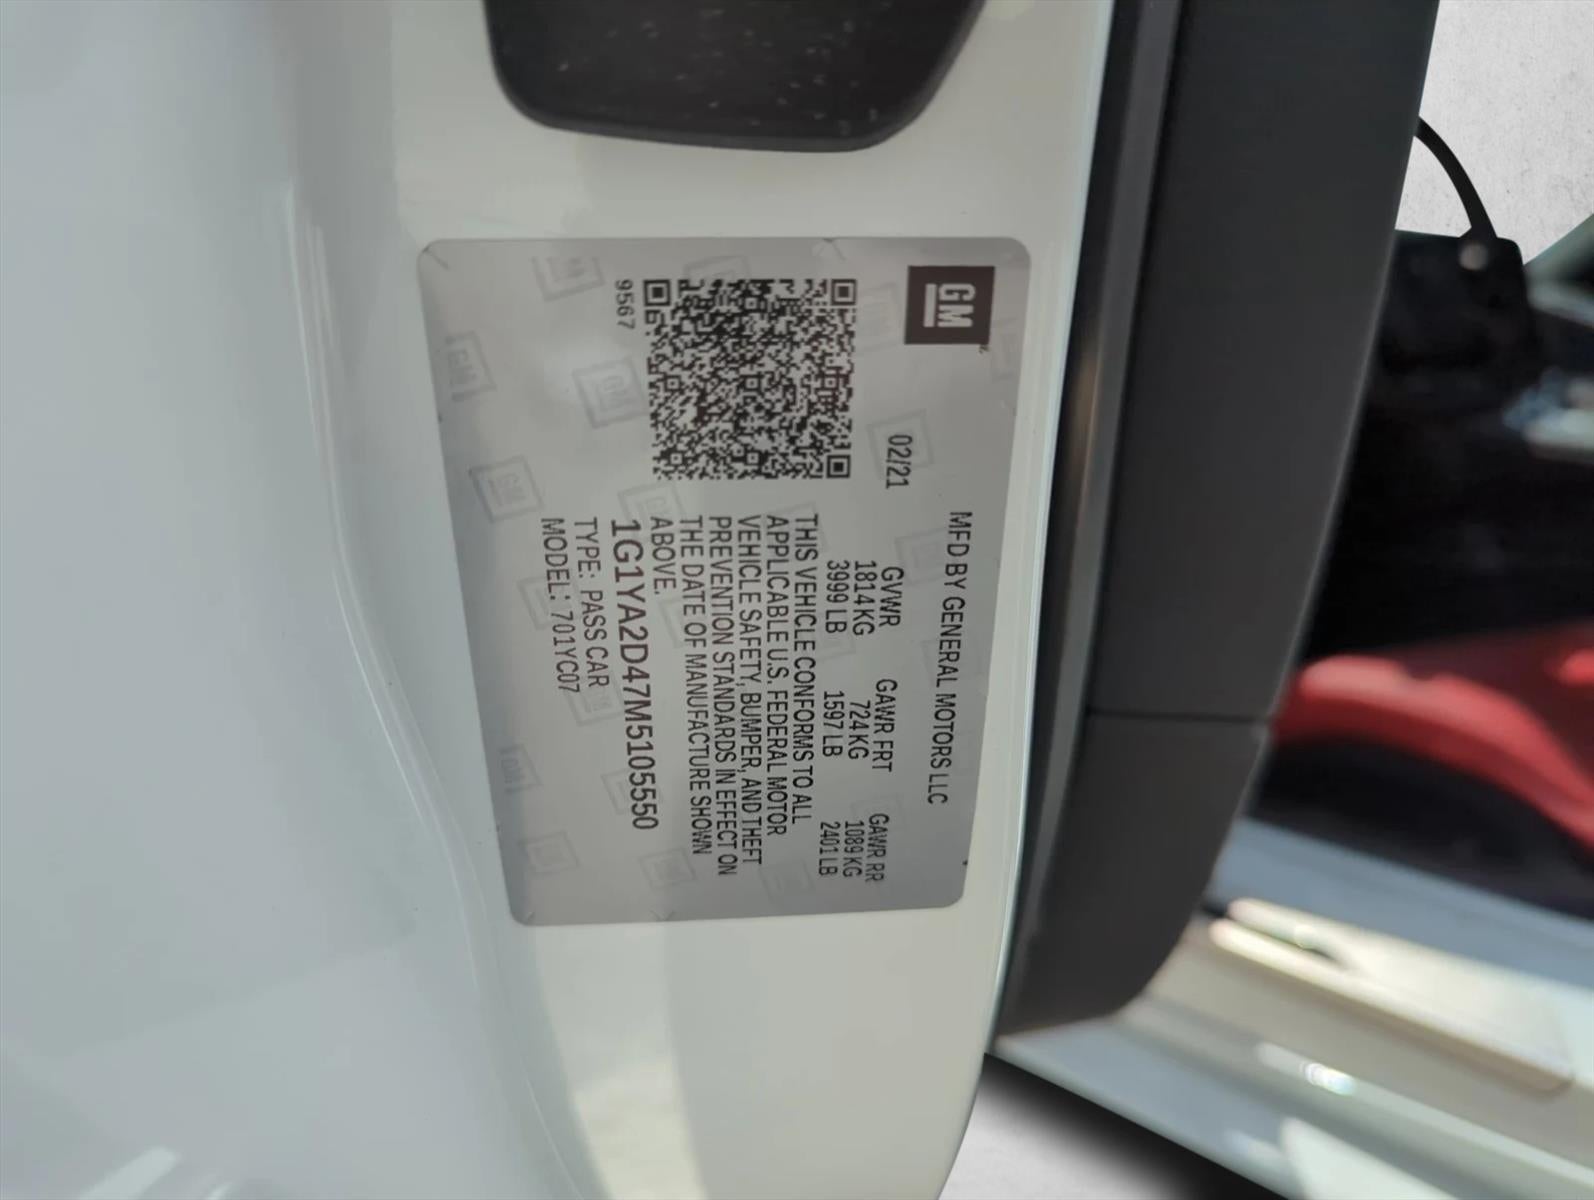 GM
MFD BY GENERAL MOTORS LLC
02/21
GVWR GAWR FRT GAWR RR
1814 KG 724 KG 1089 KG
3999 LB 1597 LB 2401 LB
THIS VEHICLE CONFORMS TO ALL
APPLICABLE U.S. FEDERAL MOTOR
VEHICLE SAFETY, BUMPER, AND THEFT
PREVENTION STANDARDS IN EFFECT ON
THE DATE OF MANUFACTURE SHOWN
ABOVE.
1G1YA2D47M5105550
TYPE: PASS CAR
MODEL: 701YC07
9567